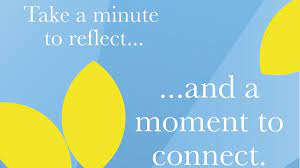 Take a minute
to reflect...
...and a
moment to
connect.